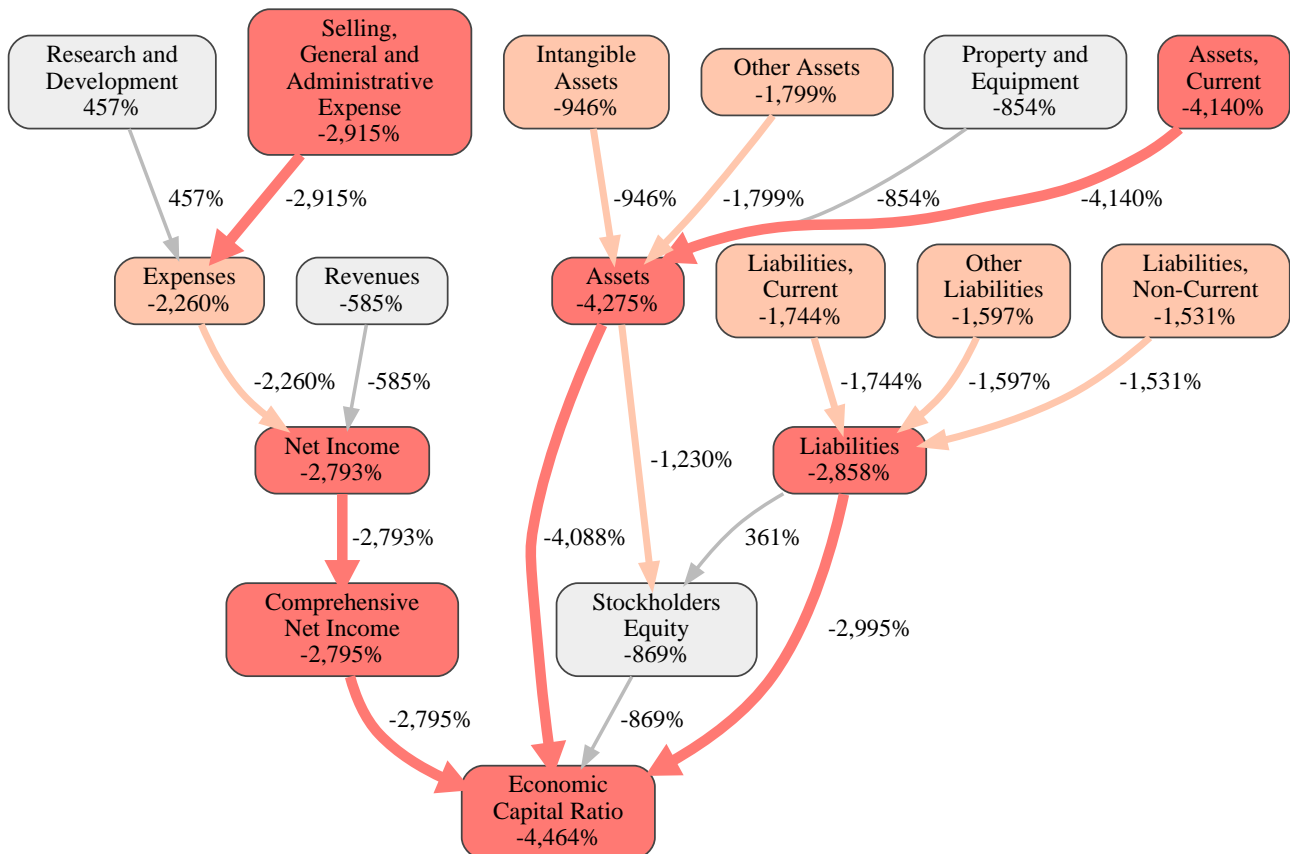 Research and
Development
457%
Selling,
General and
Administrative
Expense
-2,915%
Intangible
Assets
-946%
Other Assets
-1,799%
Property and
Equipment
-854%
Assets,
Current
-4,140%
457%
-2,915%
-946%
-1,799%
-854%
-4,140%
Expenses
-2,260%
Revenues
-585%
Assets
-4,275%
Liabilities,
Current
-1,744%
Other
Liabilities
-1,597%
Liabilities,
Non-Current
-1,531%
-2,260%
-585%
-1,744%
-1,597%
-1,531%
Net Income
-2,793%
-1,230%
Liabilities
-2,858%
-2,793%
-4,088%
361%
Comprehensive
Net Income
-2,795%
Stockholders
Equity
-869%
-2,995%
-2,795%
-869%
Economic
Capital Ratio
-4,464%